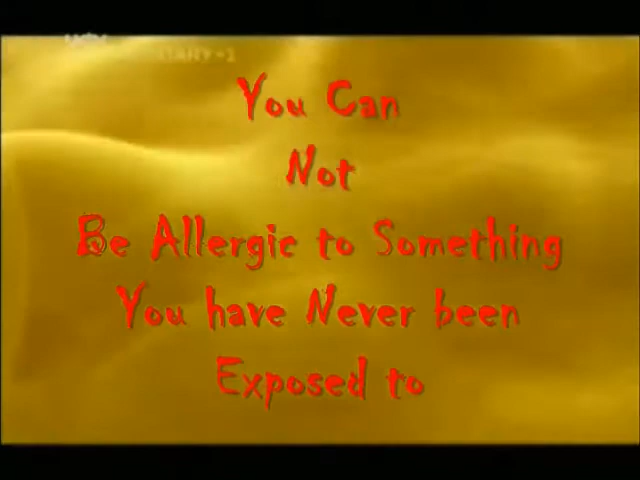 You Can
Not
Be Allergic to Something
You have Never been
Exposed to